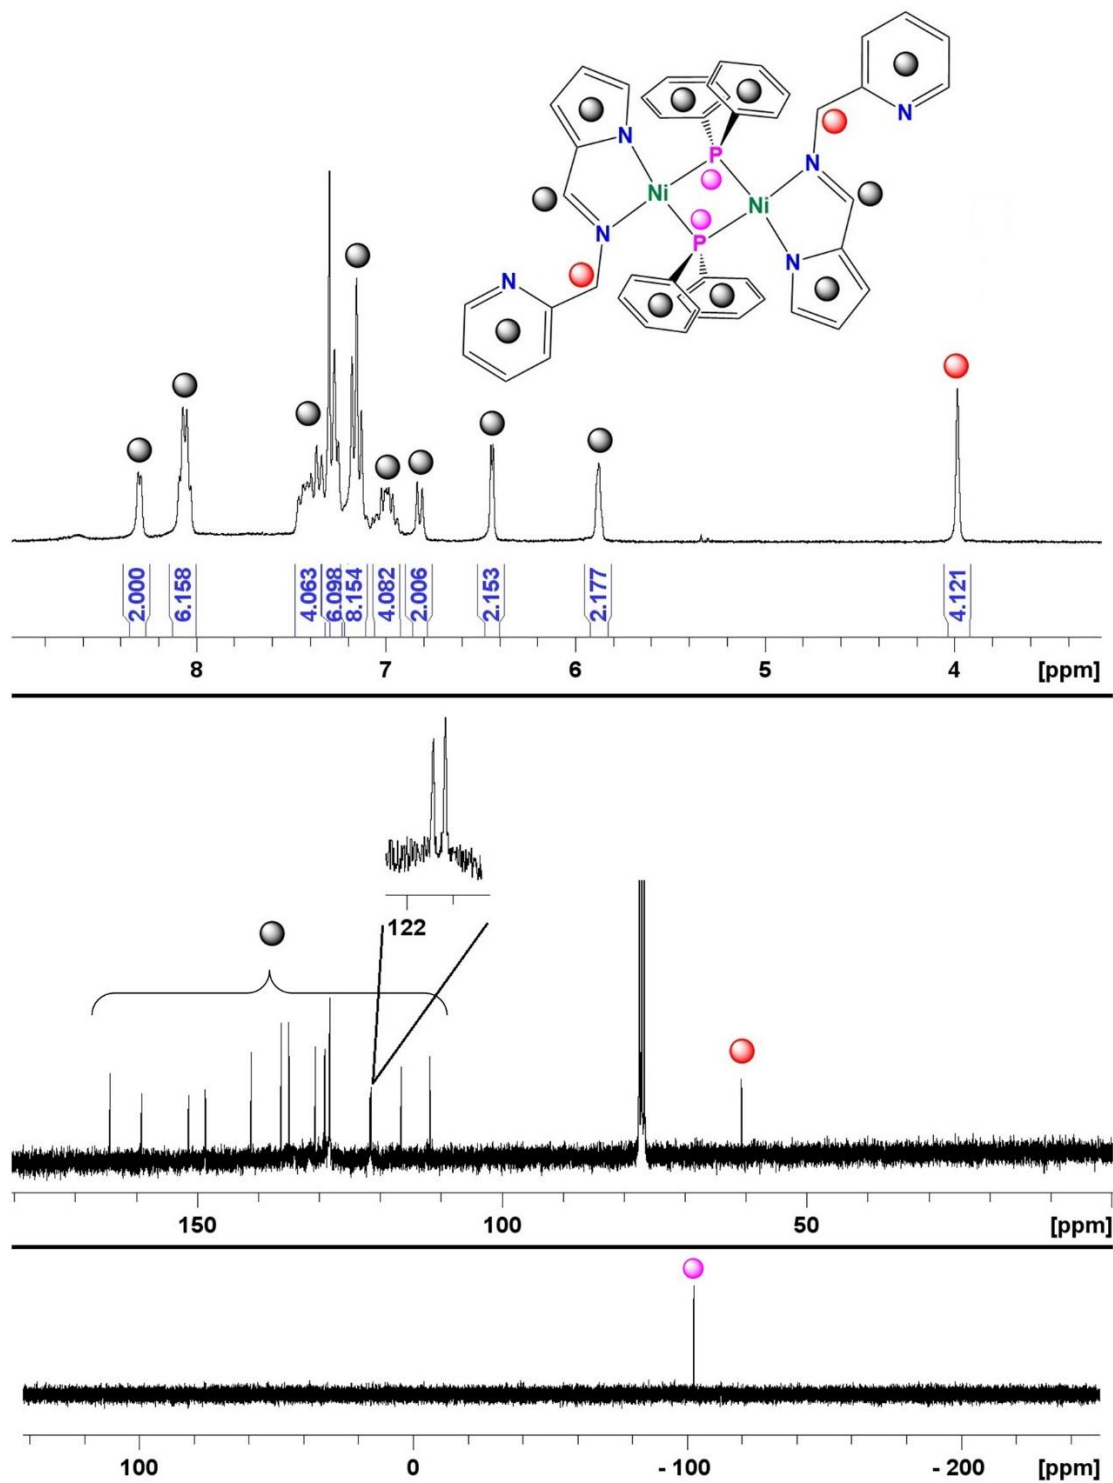 N
N
P
N
Ni
Ni
N
P
N
N
2.000
6.158
4.063
6.098
8.154
4.082
2.006
2.153
2.177
4.121
8 7 6 5 4 [ppm]
122
150 100 50 [ppm]
100 0 - 100 - 200 [ppm]